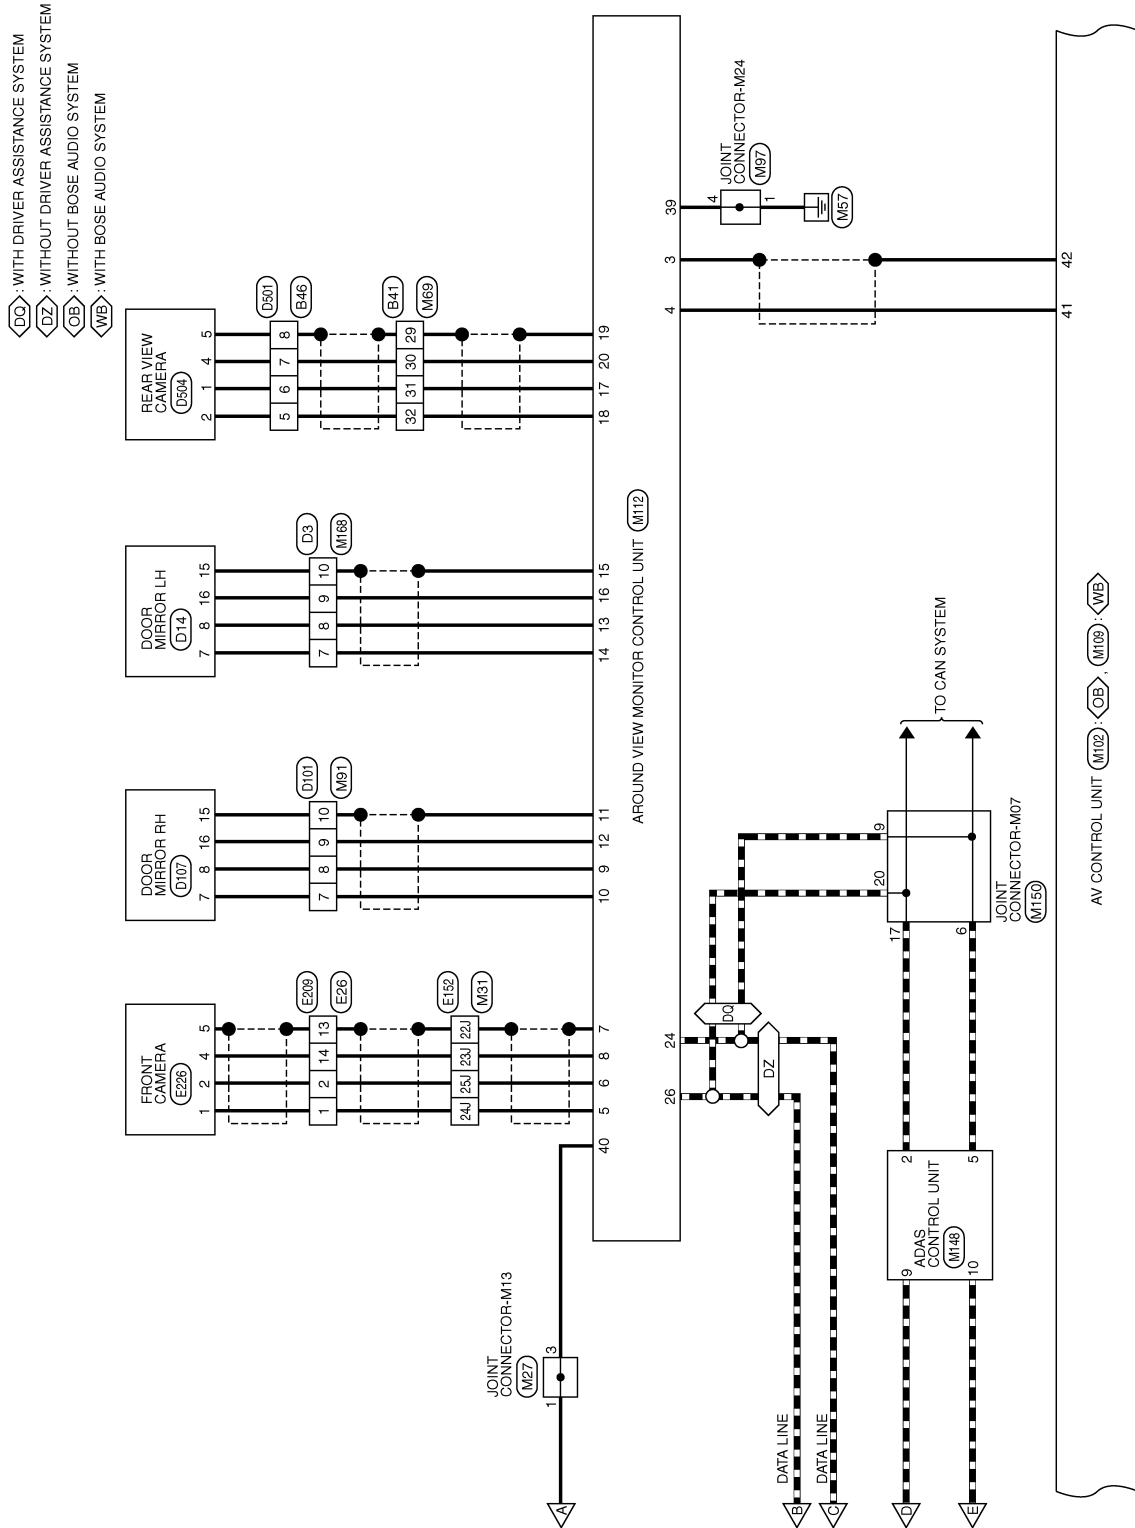 DQ : WITH DRIVER ASSISTANCE SYSTEM
DZ : WITHOUT DRIVER ASSISTANCE SYSTEM
OB : WITHOUT BOSE AUDIO SYSTEM
WB : WITH BOSE AUDIO SYSTEM
FRONT
CAMERA
E226
1 2 4 5
DOOR
MIRROR RH
D107
7 8 16 15
DOOR
MIRROR LH
D14
7 8 16 15
REAR VIEW
CAMERA
D504
2 1 4 5
1 2 14 13
E209
E26
7 8 9 10
D101
M91
7 8 9 10
D3
M168
5 6 7 8
D501
B46
24J 25J 23J 22J
E152
M31
32 31 30 29
B41
M69
JOINT
CONNECTOR-M13
M27
A
1
3
40 5 6 8 7 10 9 12 11 14 13 16 15 18 17 20 19
AROUND VIEW MONITOR CONTROL UNIT M112
26 24 4 3 39
JOINT
CONNECTOR-M24
M97
4
1
M57
DQ
DZ
DATA LINE
B
DATA LINE
C
D
E
9
10
ADAS
CONTROL UNIT
M148
2
5
17
6
20
9
JOINT
CONNECTOR-M07
M150
TO CAN SYSTEM
41 42
AV CONTROL UNIT M102 : OB , M109 : WB